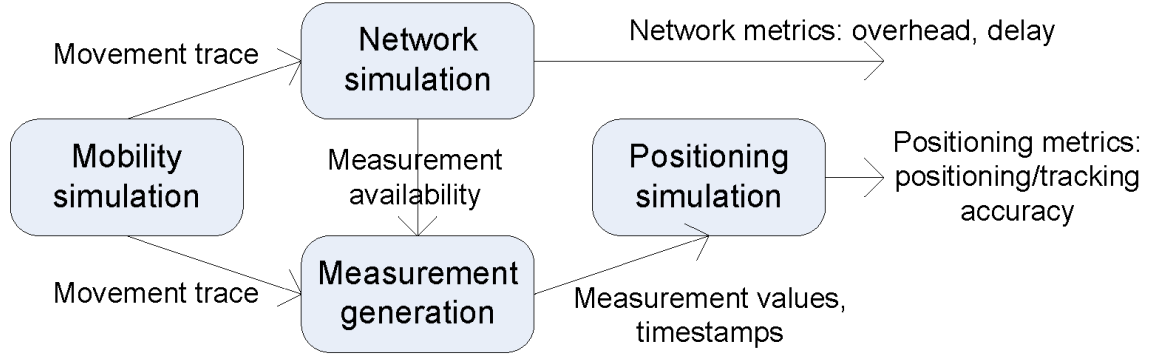 Network metrics: overhead, delay
Movement trace
Network
simulation
Mobility
simulation
Measurement
availability
Positioning
simulation
Positioning metrics:
positioning/tracking
accuracy
Movement trace
Measurement
generation
Measurement values,
timestamps